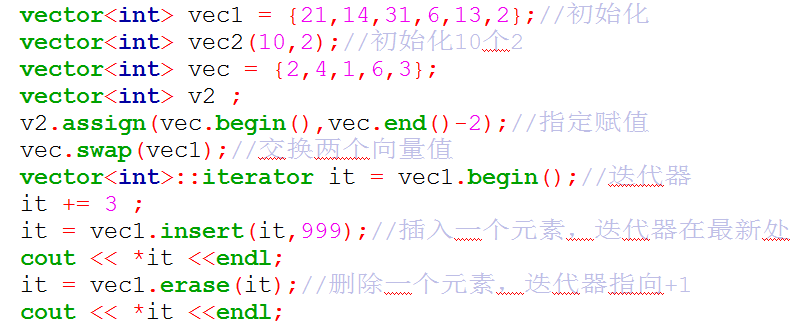 vector<int> vec1 = {21,14,31,6,13,2};//初始化
vector<int> vec2(10,2);//初始化10个2
vector<int> vec = {2,4,1,6,3};
vector<int> v2 ;
v2.assign(vec.begin(),vec.end()-2);//指定赋值
vec.swap(vec1);//交换两个向量值
vector<int>::iterator it = vec1.begin();//迭代器
it += 3 ;
it = vec1.insert(it,999);//插入一个元素，迭代器在最新处
cout << *it <<endl;
it = vec1.erase(it);//删除一个元素，迭代器指向+1
cout << *it <<endl;